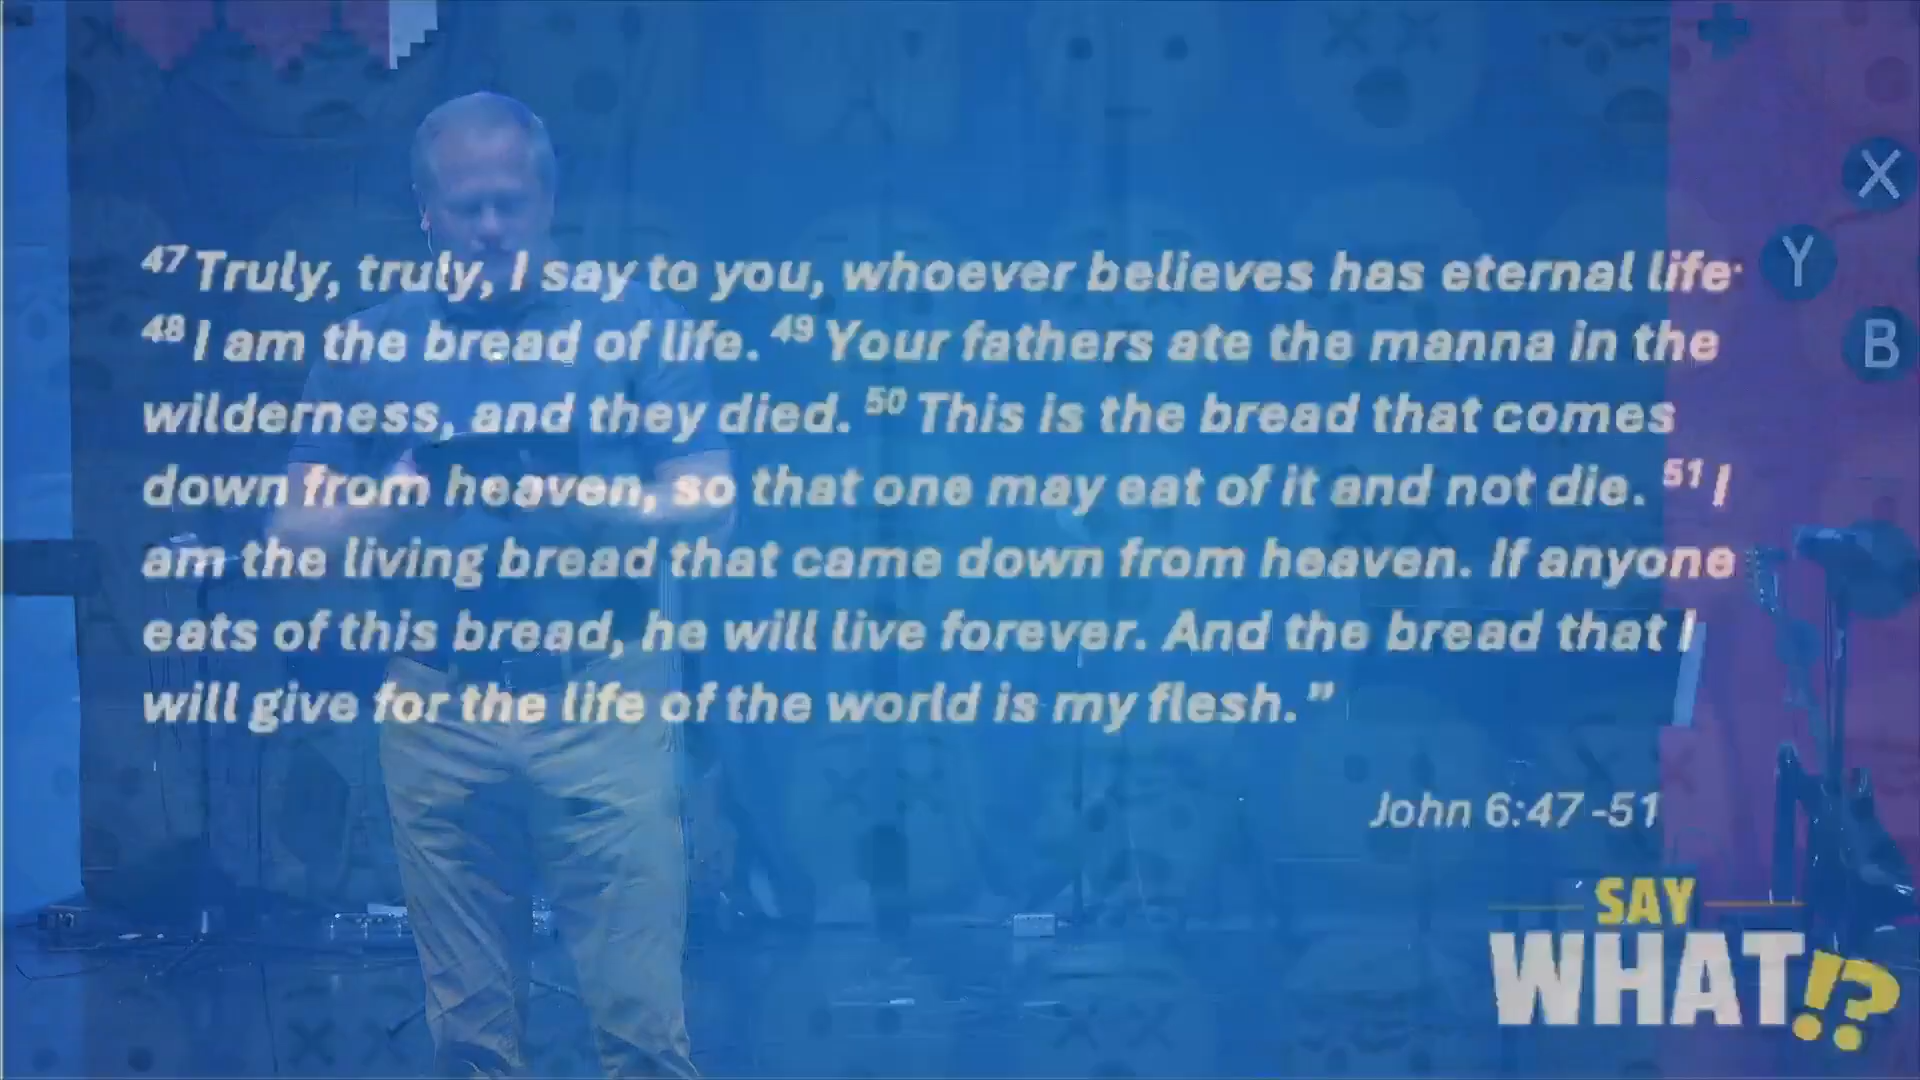 47 Truly, truly, I say to you, whoever believes has eternal life.
48 I am the bread of life. 49 Your fathers ate the manna in the
wilderness, and they died. 50 This is the bread that comes
down from heaven, so that one may eat of it and not die. 51 I
am the living bread that came down from heaven. If anyone
eats of this bread, he will live forever. And the bread that I
will give for the life of the world is my flesh.”
John 6:47-51
SAY
WHAT!?
X
Y
B